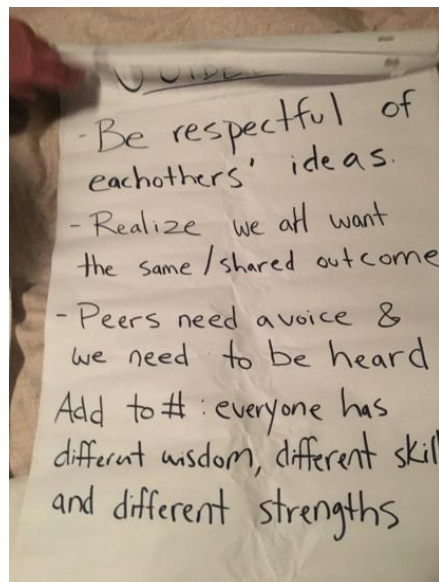 - Be respectful of
eachothers' ideas.
- Realize we all want
the same/shared outcome
- Peers need a voice &
we need to be heard
Add to #: everyone has
different wisdom, different skil
and different strengths